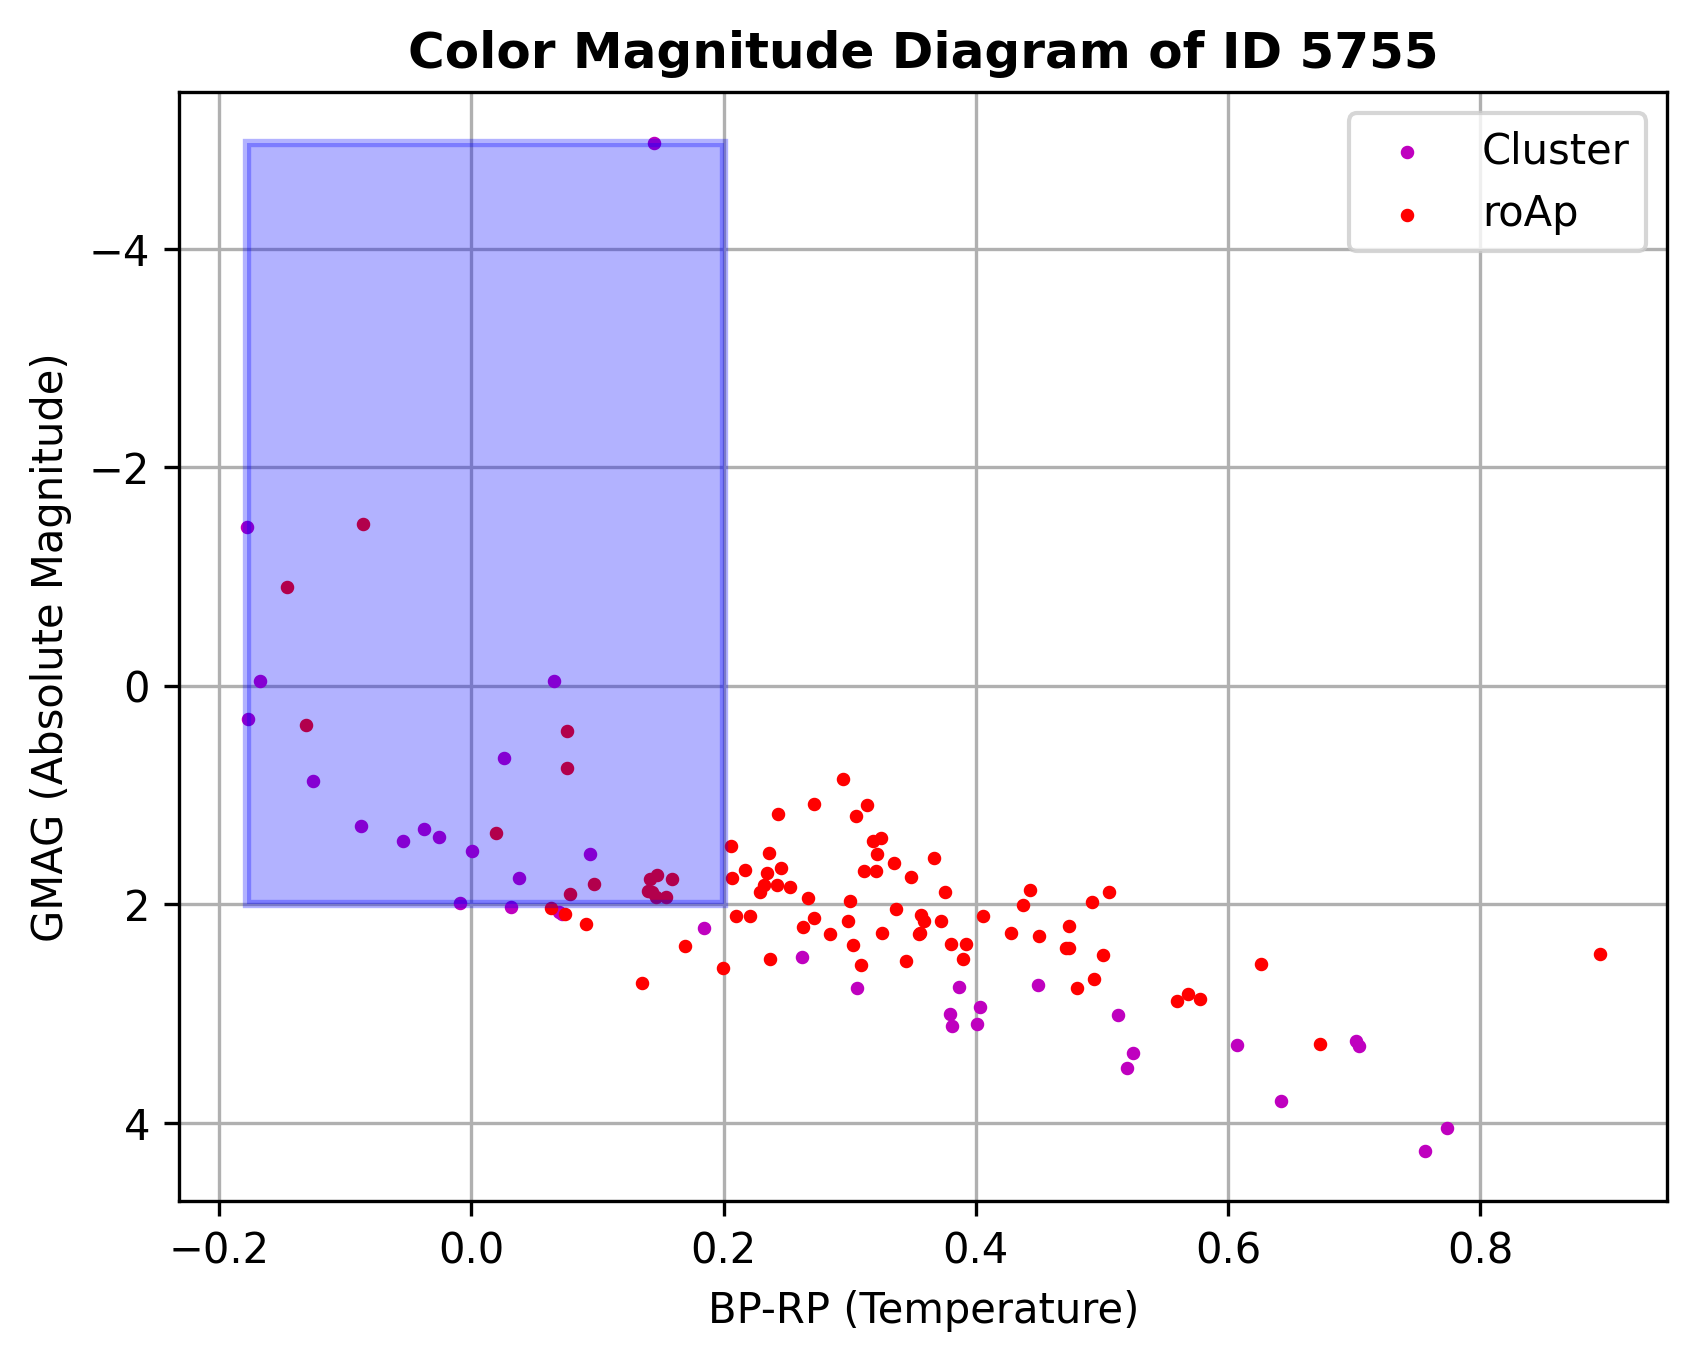 Color Magnitude Diagram of ID 5755
Cluster
roAp
GMAG (Absolute Magnitude)
−4
−2
0
2
4
−0.2 0.0 0.2 0.4 0.6 0.8
BP-RP (Temperature)